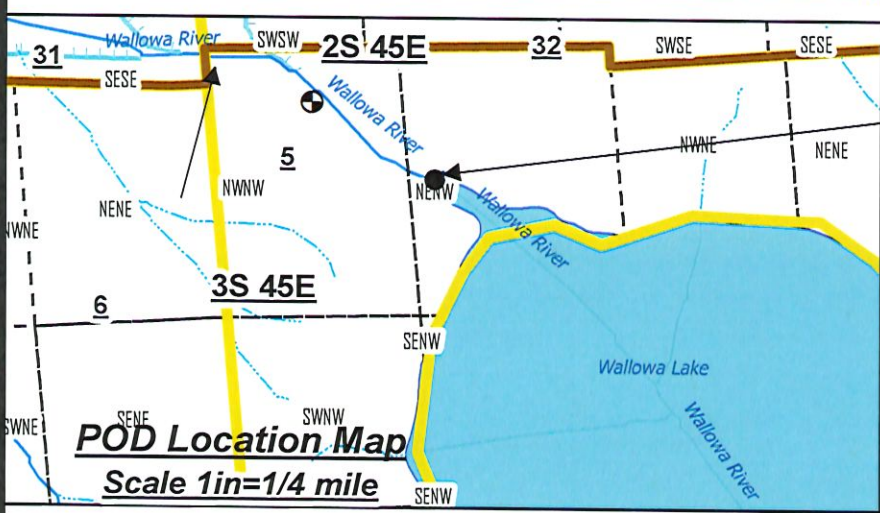 31
Wallowa River
SWSW
2S 45E
32
SWSE
SESE
SESE
Wallowa River
5
NWNW
NENW
NWNE
NENE
NENE
NWNE
Wallowa River
3S 45E
6
SENW
Wallowa Lake
SWNE
SENE
SWNW
Wallowa River
POD Location Map
Scale 1in=1/4 mile
SENW